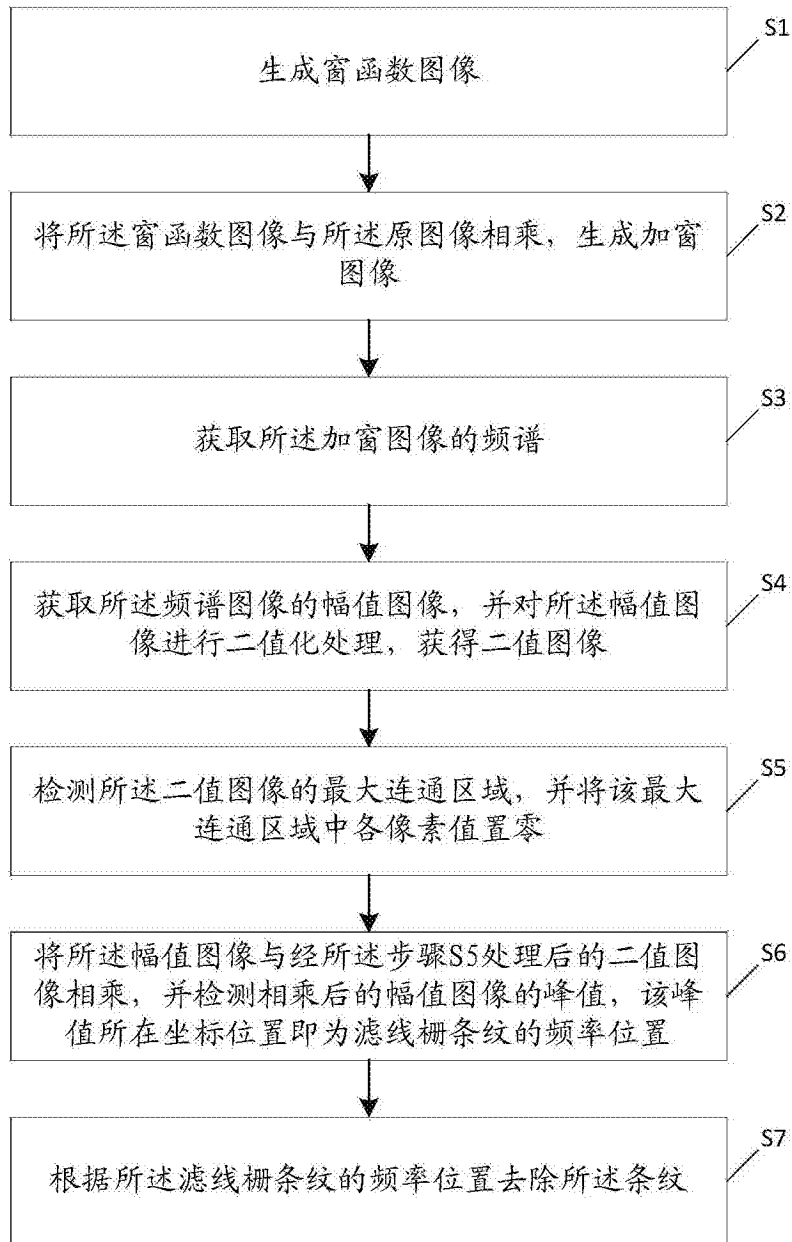 S1
生成窗函数图像
S2
将所述窗函数图像与所述原图像相乘，生成加窗
图像
S3
获取所述加窗图像的频谱
S4
获取所述频谱图像的幅值图像，并对所述幅值图
像进行二值化处理，获得二值图像
S5
检测所述二值图像的最大连通区域，并将该最大
连通区域中各像素值置零
S6
将所述幅值图像与经所述步骤S5处理后的二值图
像相乘，并检测相乘后的幅值图像的峰值，该峰
值所在坐标位置即为滤线栅条纹的频率位置
S7
根据所述滤线栅条纹的频率位置去除所述条纹